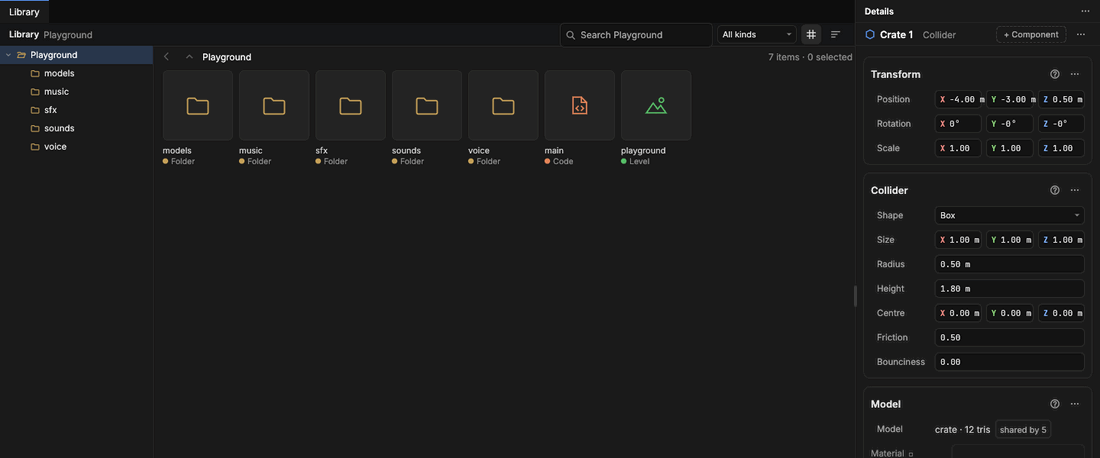 Library
Library Playground
Search Playground
All kinds
Playground
models
music
sfx
sounds
voice
Playground
7 items · 0 selected
models
Folder
music
Folder
sfx
Folder
sounds
Folder
voice
Folder
main
Code
playground
Level
Details
Crate 1 Collider
+ Component
Transform
Position X -4.00 m Y -3.00 m Z 0.50 m
Rotation X 0° Y -0° Z -0°
Scale X 1.00 Y 1.00 Z 1.00
Collider
Shape Box
Size X 1.00 m Y 1.00 m Z 1.00 m
Radius 0.50 m
Height 1.80 m
Centre X 0.00 m Y 0.00 m Z 0.00 m
Friction 0.50
Bounciness 0.00
Model
Model crate · 12 tris shared by 5
Material